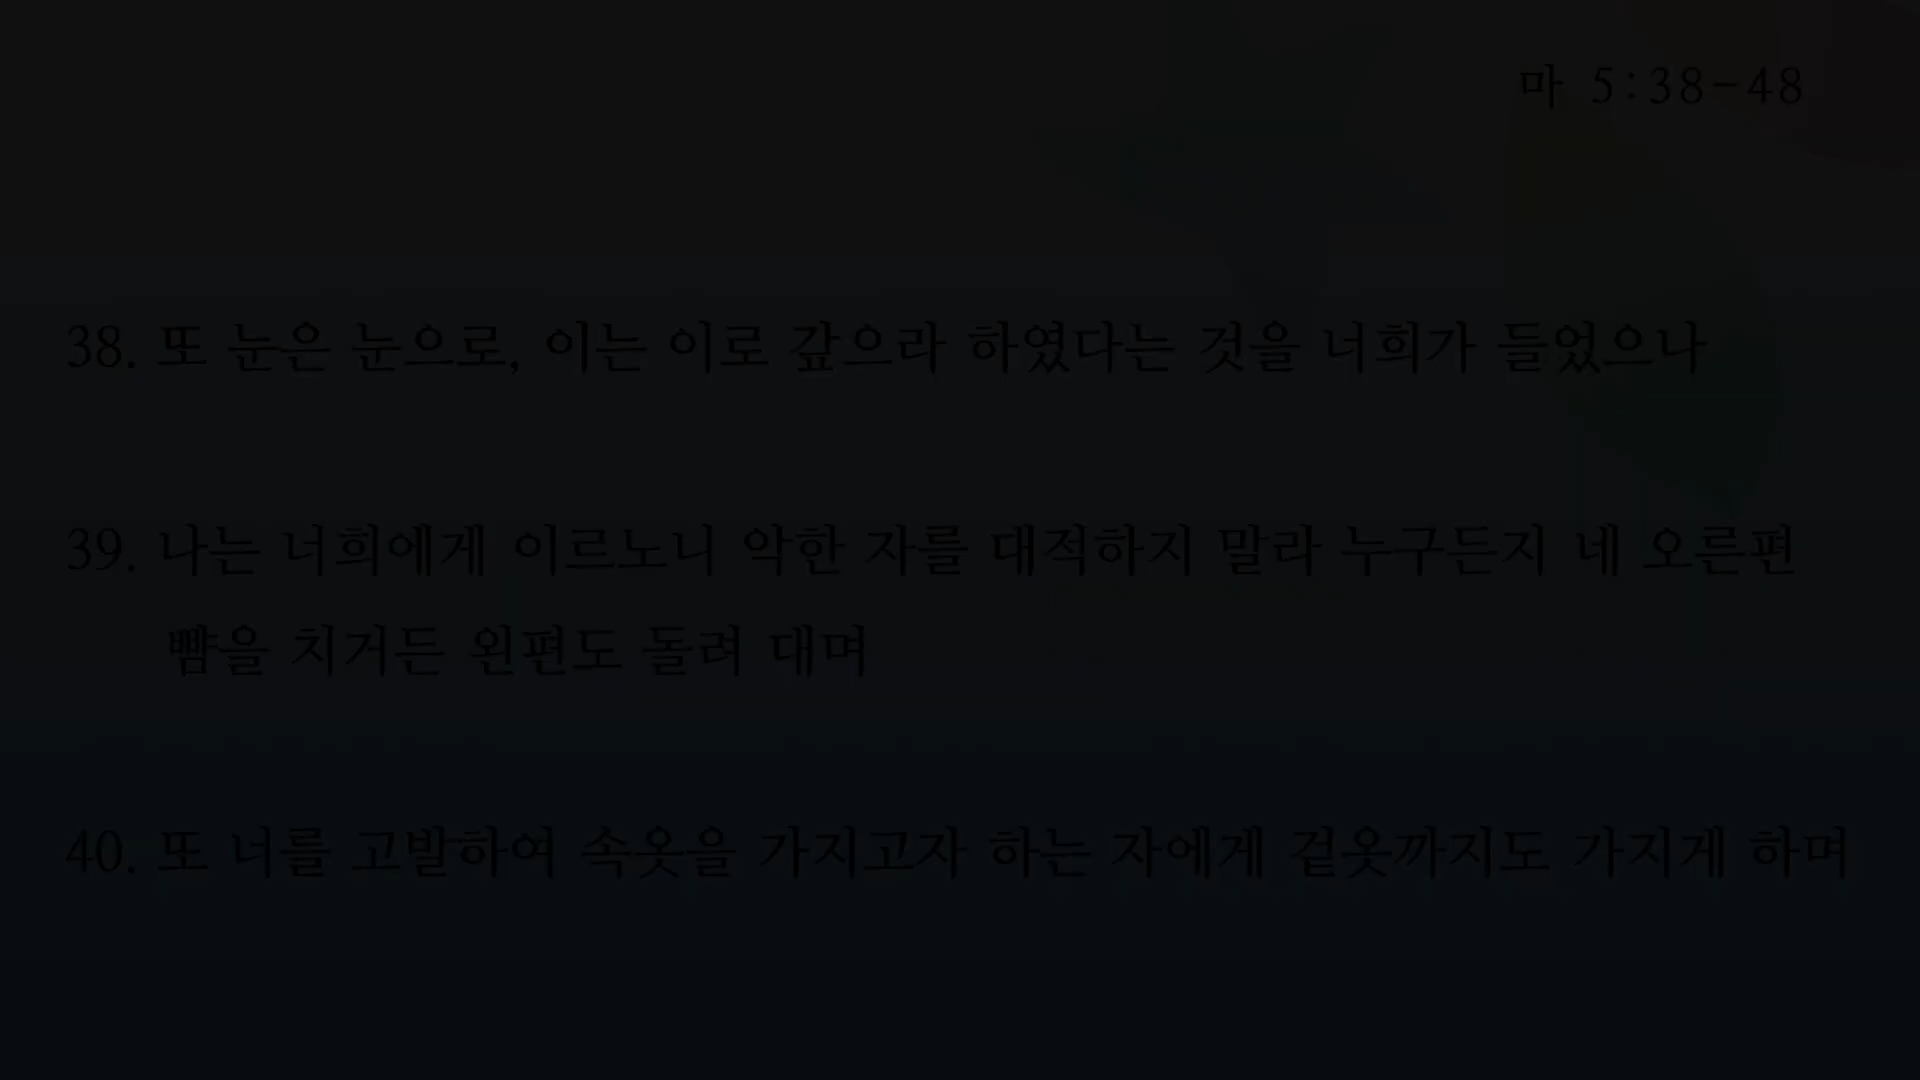 마 5:38-48
38. 또 눈은 눈으로, 이는 이로 갚으라 하였다는 것을 너희가 들었으나
39. 나는 너희에게 이르노니 악한 자를 대적하지 말라 누구든지 네 오른편
뺨을 치거든 왼편도 돌려 대며
40. 또 너를 고발하여 속옷을 가지고자 하는 자에게 겉옷까지도 가지게 하며